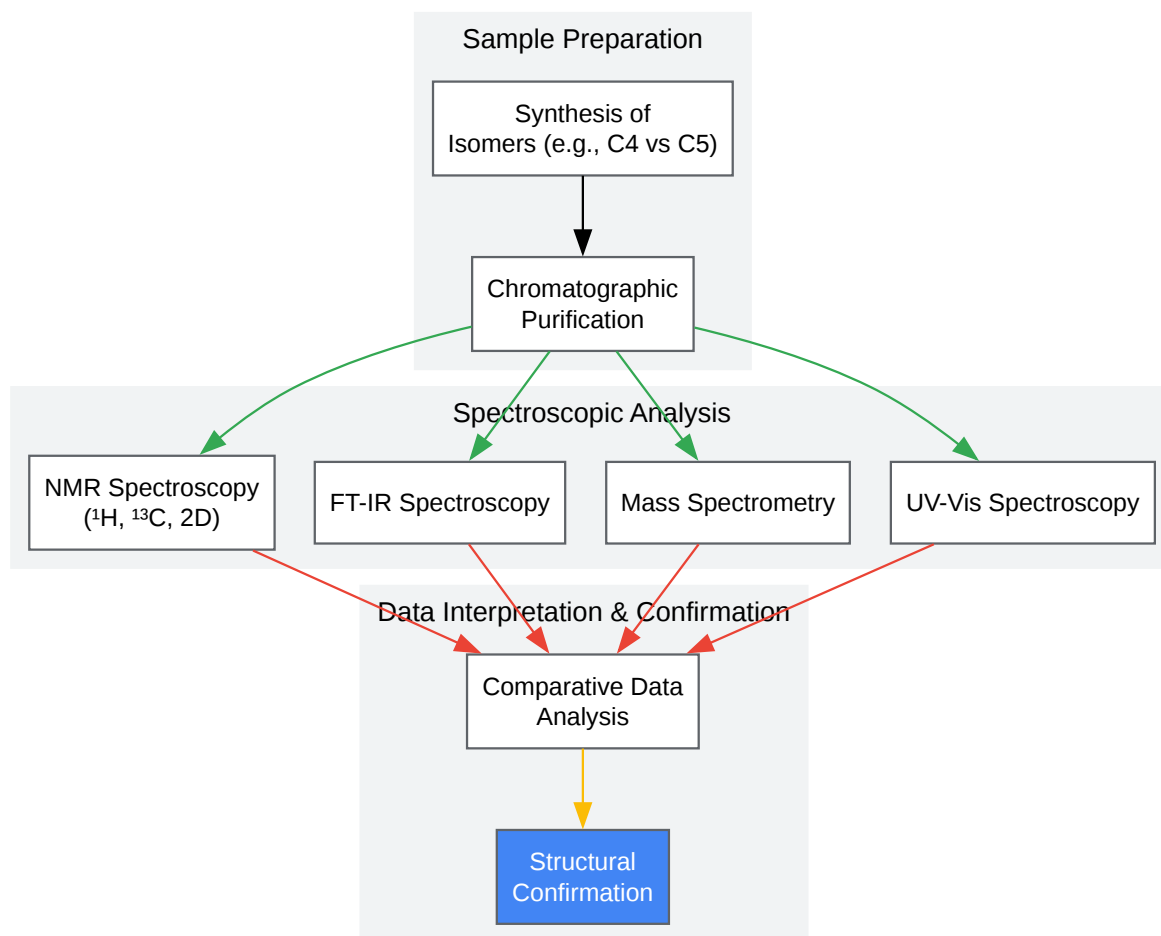 Sample Preparation
Synthesis of
Isomers (e.g., C4 vs C5)
Chromatographic
Purification
Spectroscopic Analysis
NMR Spectroscopy
(¹H, ¹³C, 2D)
FT-IR Spectroscopy
Mass Spectrometry
UV-Vis Spectroscopy
Data Interpretation & Confirmation
Comparative Data
Analysis
Structural
Confirmation